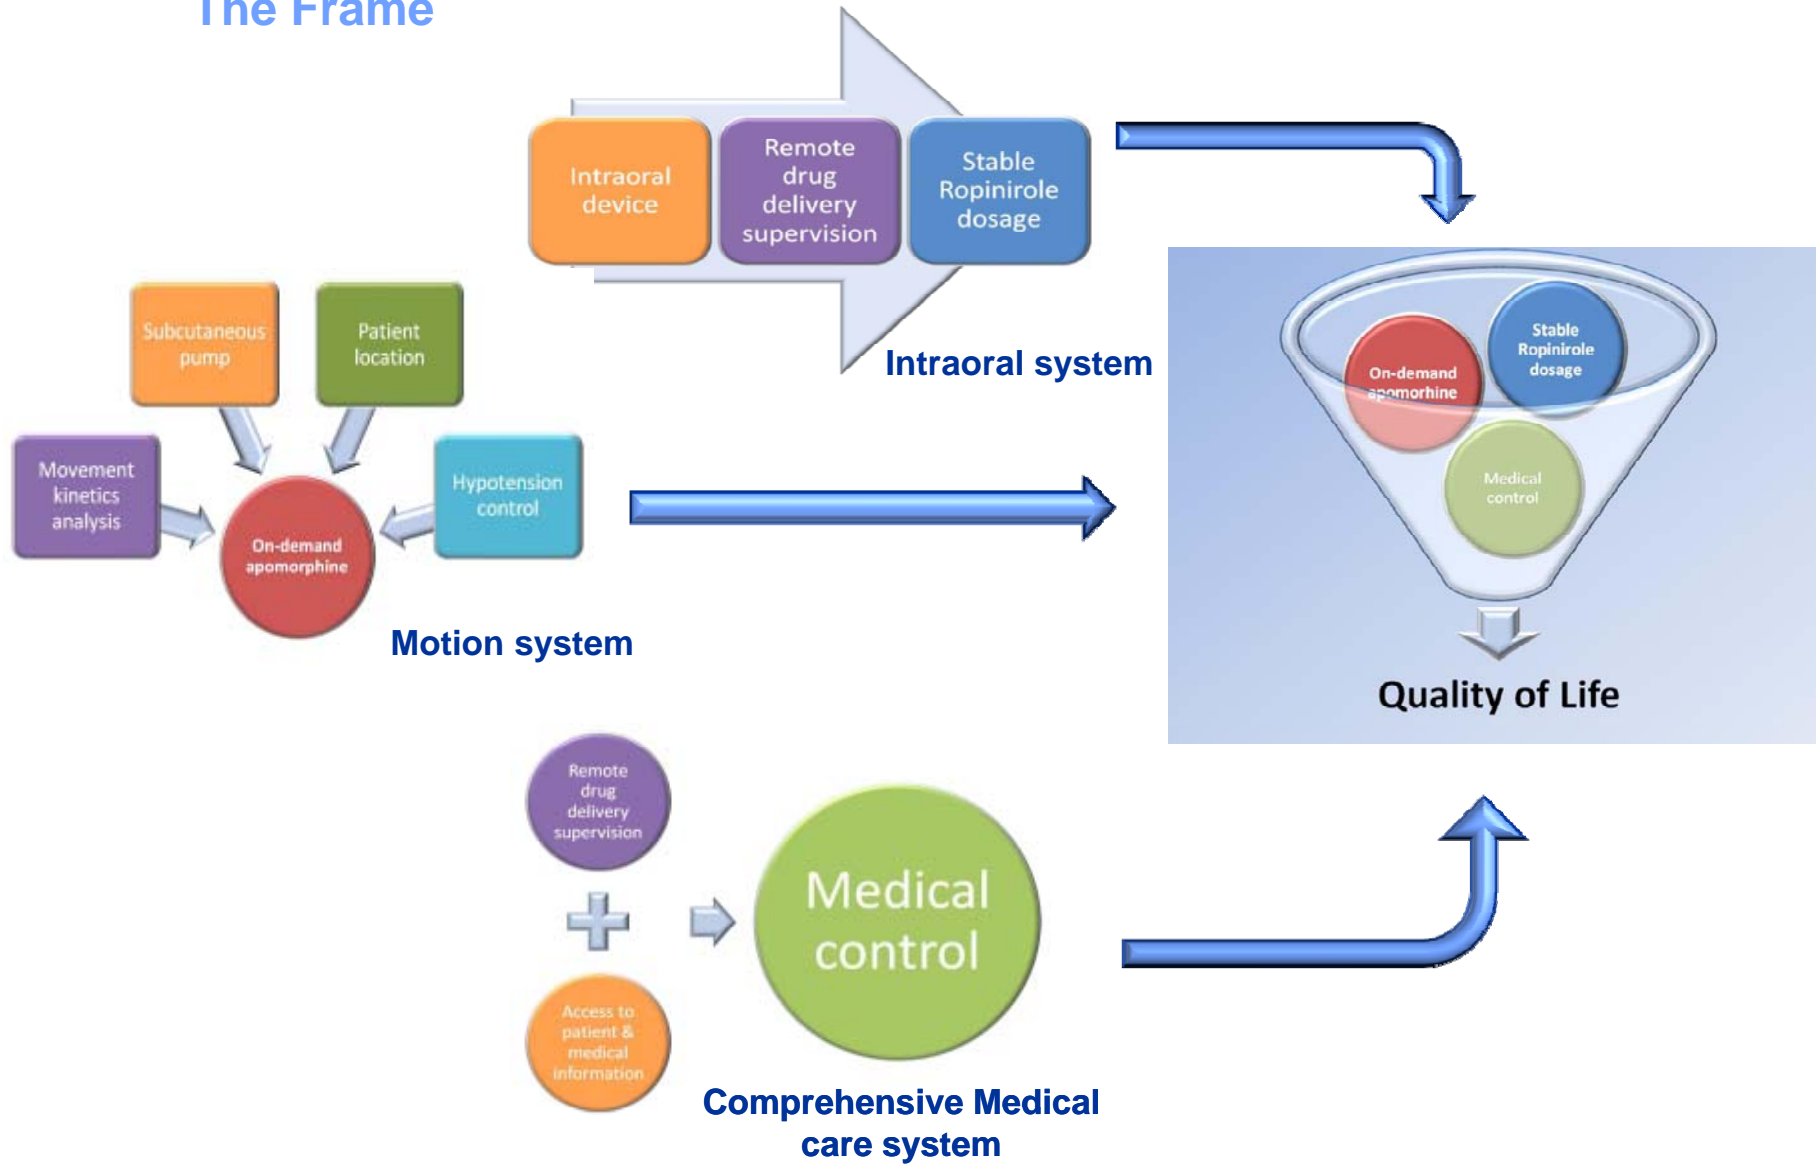 The Frame
Intraoral
device
Remote
drug
delivery
supervision
Stable
Ropinirole
dosage
Intraoral system
Subcutaneous
pump
Patient
location
Movement
kinetics
analysis
Hypotension
control
On-demand
apomorphine
Motion system
On-demand
apomorhine
Stable
Ropinirole
dosage
Medical
control
Quality of Life
Remote
drug
delivery
supervision
Access to
patient &
medical
information
Medical
control
Comprehensive Medical
care system